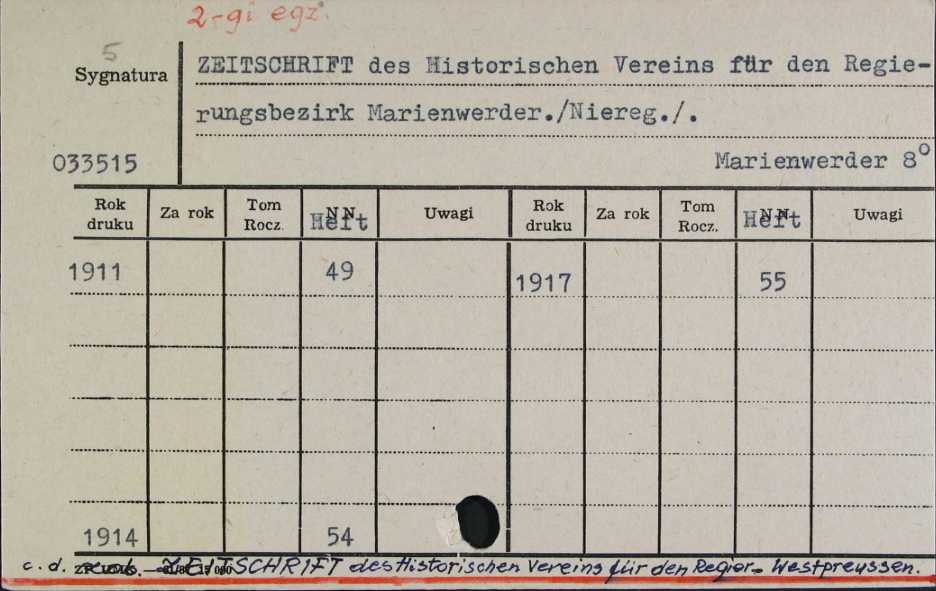 2-gi egz.
5
Sygnatura
ZEITSCHRIFT des Historischen Vereins für den Regie-
rungsbezirk Marienwerder./Niereg./.
033515
Marienwerder 8°
Rok druku Za rok Tom Rocz. Heft Uwagi Rok druku Za rok Tom Rocz. Heft Uwagi
1911 49 1917 55
1914 54
c. d. ZEITSCHRIFT des Historischen Vereins für den Regier- Westpreussen.